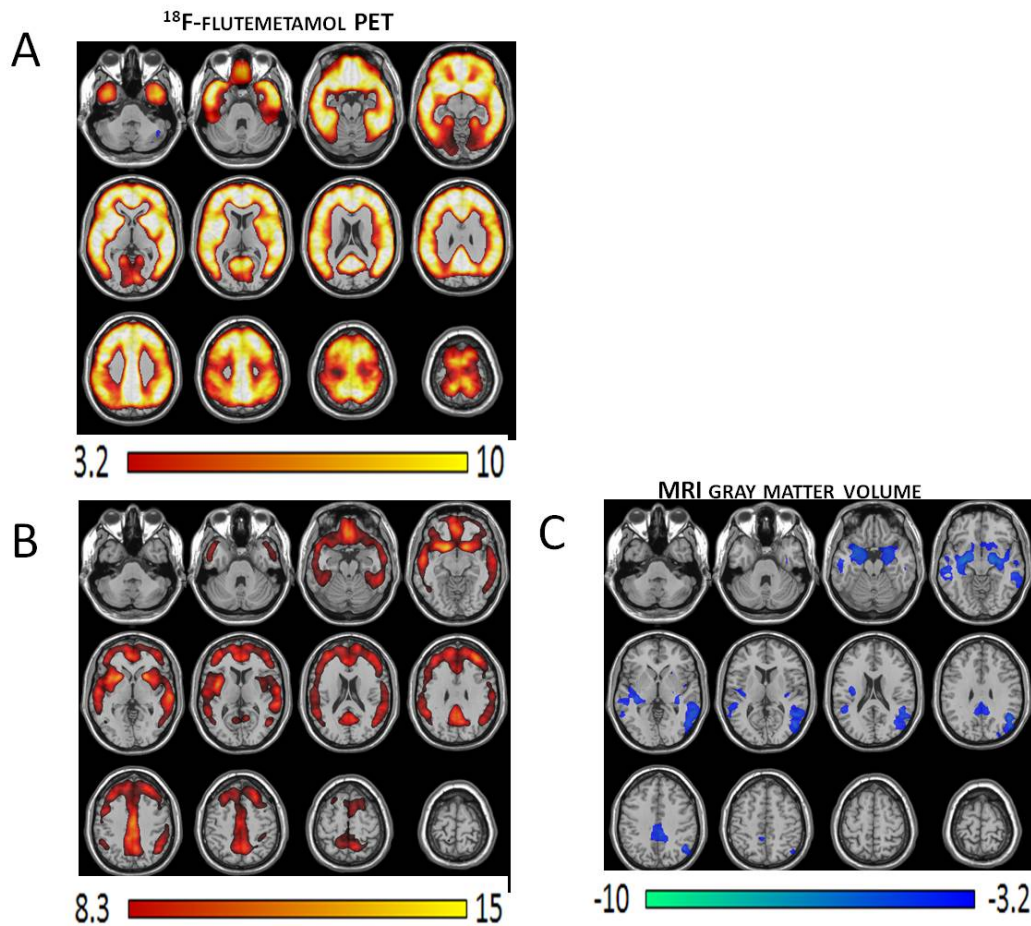 ¹⁸F-FLUTEMETAMOL PET
A
3.2 10
MRI GRAY MATTER VOLUME
B
C
8.3 15
-10 -3.2